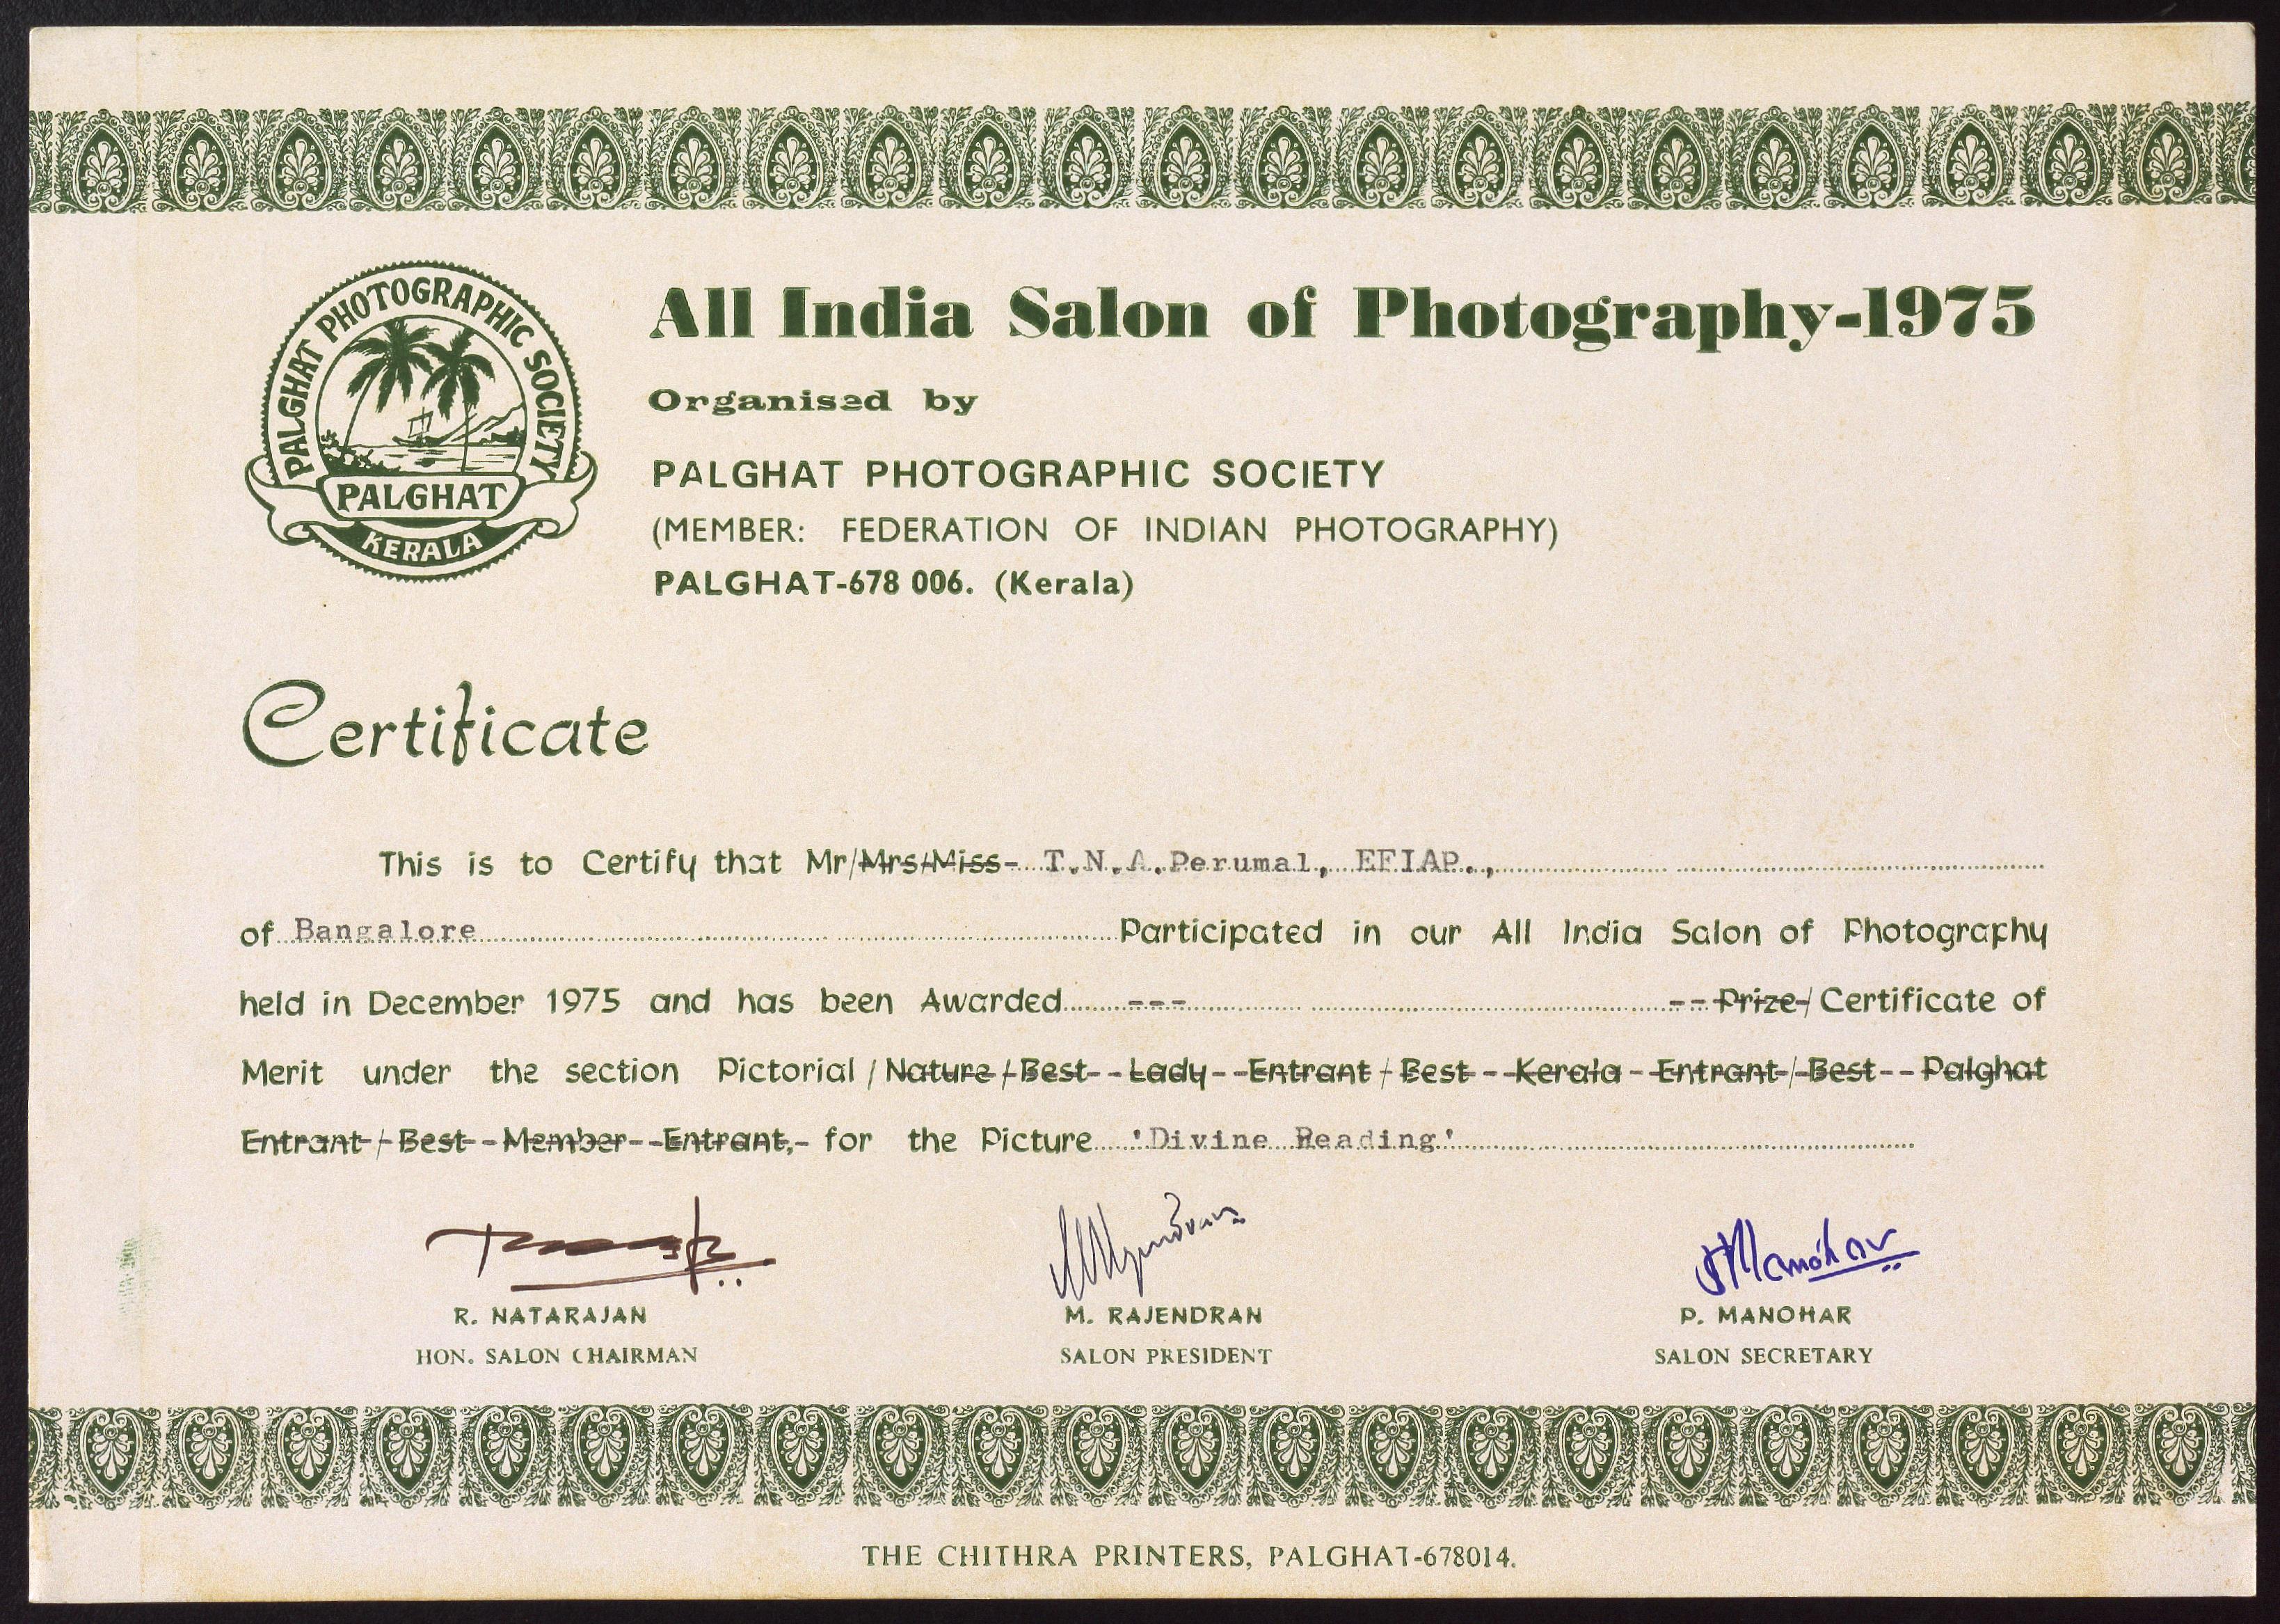 PALGHAT PHOTOGRAPHIC SOCIETY
PALGHAT
KERALA
All India Salon of Photography-1975
Organised by
PALGHAT PHOTOGRAPHIC SOCIETY
(MEMBER: FEDERATION OF INDIAN PHOTOGRAPHY)
PALGHAT-678 006. (Kerala)
Certificate
This is to Certify that Mr/Mrs/Miss T.N.A.Perumal, EFIAP.,
of Bangalore Participated in our All India Salon of Photography
held in December 1975 and has been Awarded --- -- Prize/Certificate of
Merit under the section Pictorial / Nature / Best Lady Entrant / Best Kerala Entrant / Best Palghat
Entrant / Best Member Entrant, for the Picture 'Divine Reading'
P Manohar
R. NATARAJAN M. RAJENDRAN P. MANOHAR
HON. SALON CHAIRMAN SALON PRESIDENT SALON SECRETARY
THE CHITHRA PRINTERS, PALGHAT-678014.